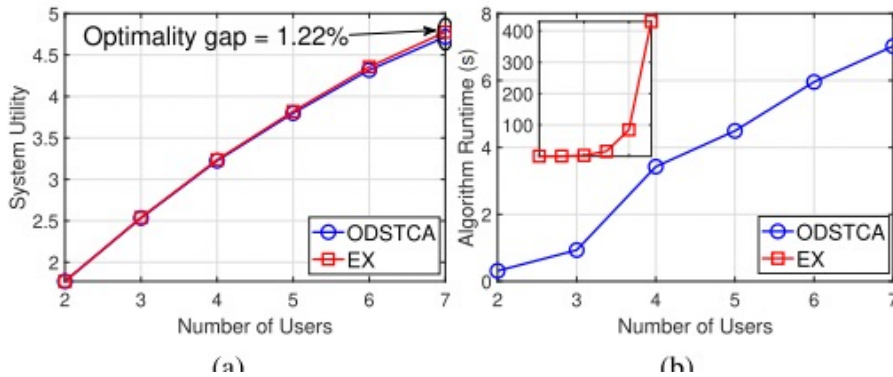 5
4.5
4
3.5
3
2.5
2
System Utility
Optimality gap = 1.22%
ODSTCA
EX
2 3 4 5 6 7
Number of Users
(a)
8
6
4
2
0
Algorithm Runtime (s)
400
300
200
100
ODSTCA
EX
2 3 4 5 6 7
Number of Users
(b)